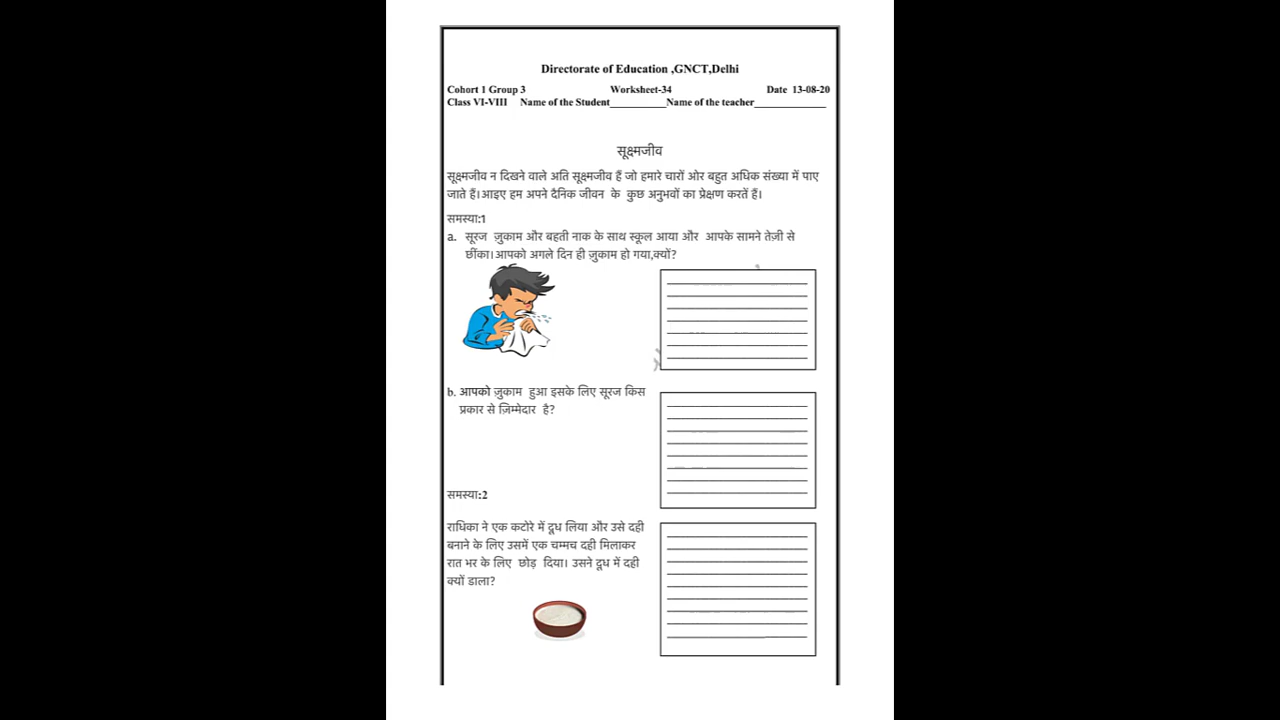 Directorate of Education ,GNCT,Delhi
Cohort 1 Group 3 Worksheet-34 Date 13-08-20
Class VI-VIII Name of the Student__________Name of the teacher_____________
सूक्ष्मजीव
सूक्ष्मजीव न दिखने वाले अति सूक्ष्मजीव हैं जो हमारे चारों ओर बहुत अधिक संख्या में पाए
जाते हैं।आइए हम अपने दैनिक जीवन के कुछ अनुभवों का प्रेक्षण करतें हैं।
समस्या:1
a. सूरज ज़ुकाम और बहती नाक के साथ स्कूल आया और आपके सामने तेज़ी से
छींका।आपको अगले दिन ही ज़ुकाम हो गया,क्यों?
b. आपको ज़ुकाम हुआ इसके लिए सूरज किस
प्रकार से ज़िम्मेदार है?
समस्या:2
राधिका ने एक कटोरे में दूध लिया और उसे दही
बनाने के लिए उसमें एक चम्मच दही मिलाकर
रात भर के लिए छोड़ दिया। उसने दूध में दही
क्यों डाला?